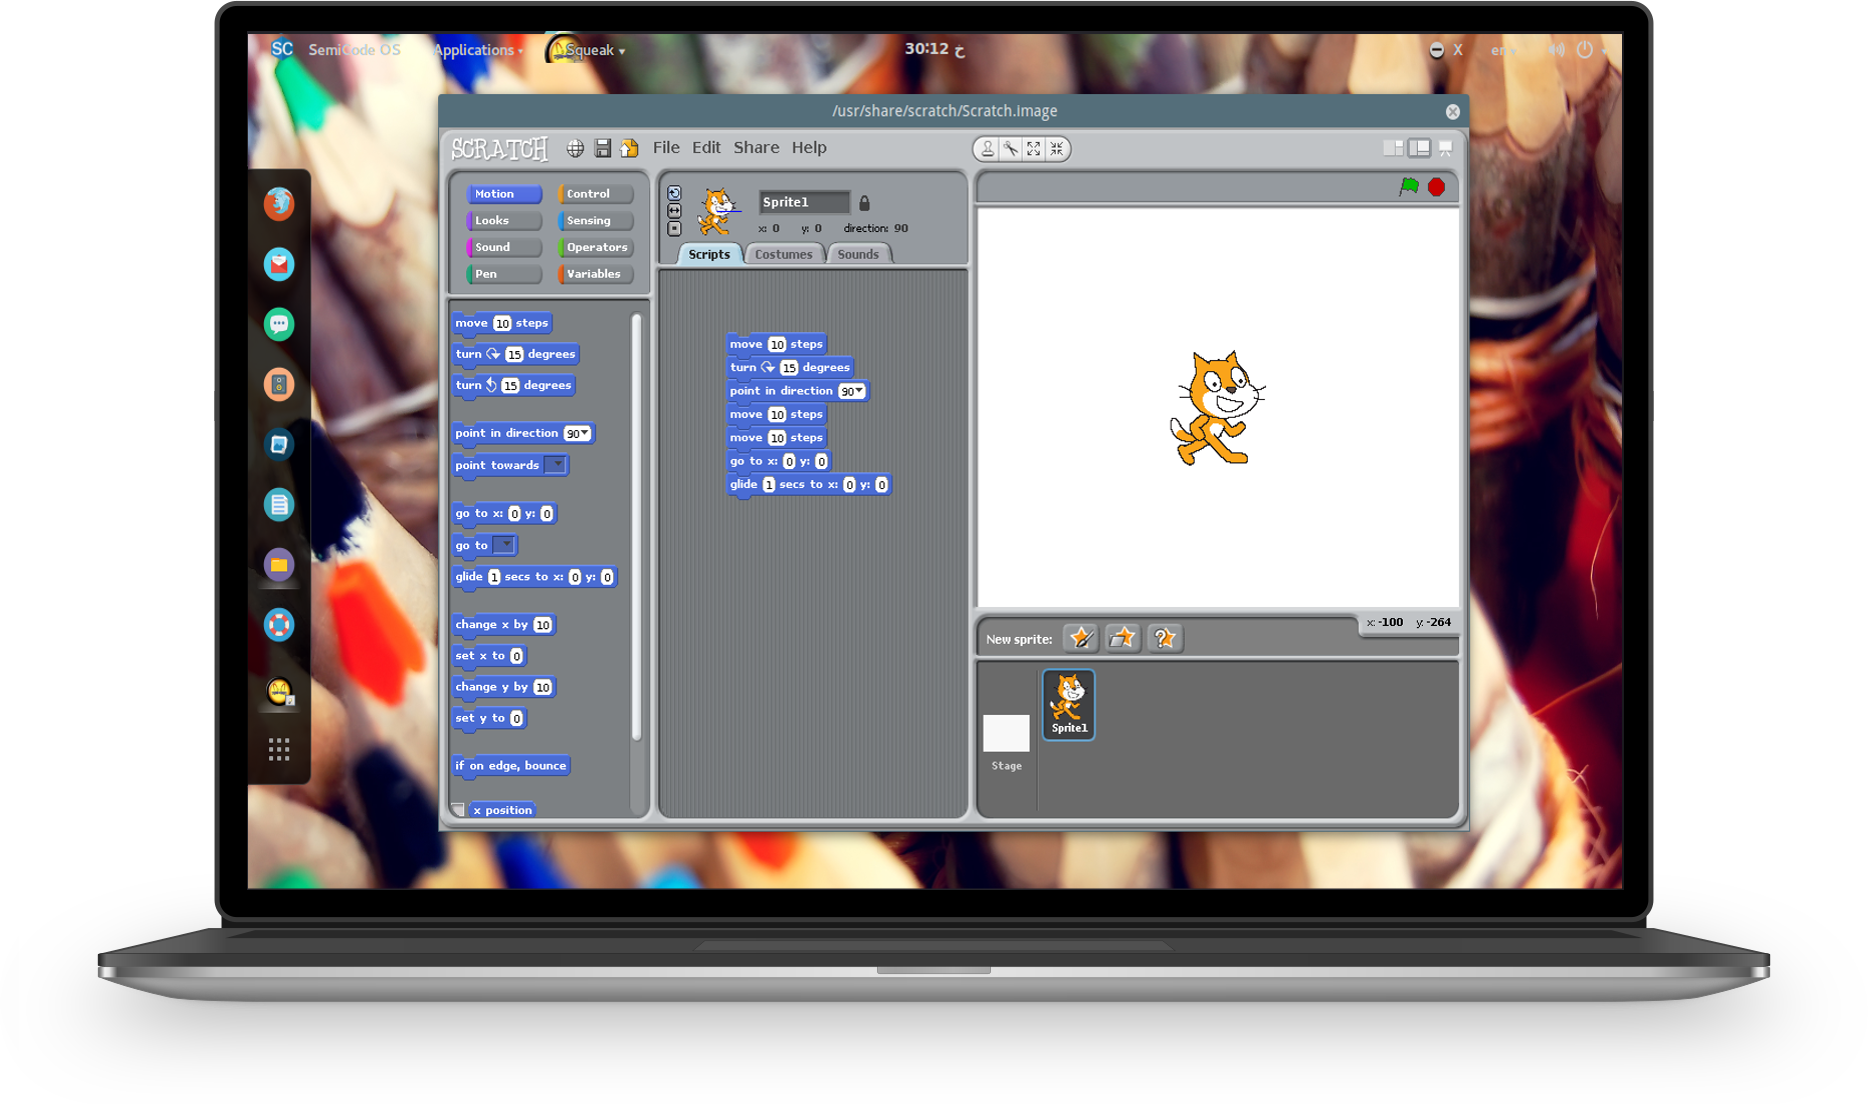 SC SemiCode OS Applications Squeak 30:12 خ X en
/usr/share/scratch/Scratch.image
SCRATCH File Edit Share Help
Motion Control
Looks Sensing
Sound Operators
Pen Variables
move 10 steps
turn 15 degrees
turn 15 degrees
point in direction 90
point towards
go to x: 0 y: 0
go to
glide 1 secs to x: 0 y: 0
change x by 10
set x to 0
change y by 10
set y to 0
if on edge, bounce
x position
Sprite1
x: 0 y: 0 direction: 90
Scripts Costumes Sounds
move 10 steps
turn 15 degrees
point in direction 90
move 10 steps
move 10 steps
go to x: 0 y: 0
glide 1 secs to x: 0 y: 0
x: -100 y: -264
New sprite:
Sprite1
Stage